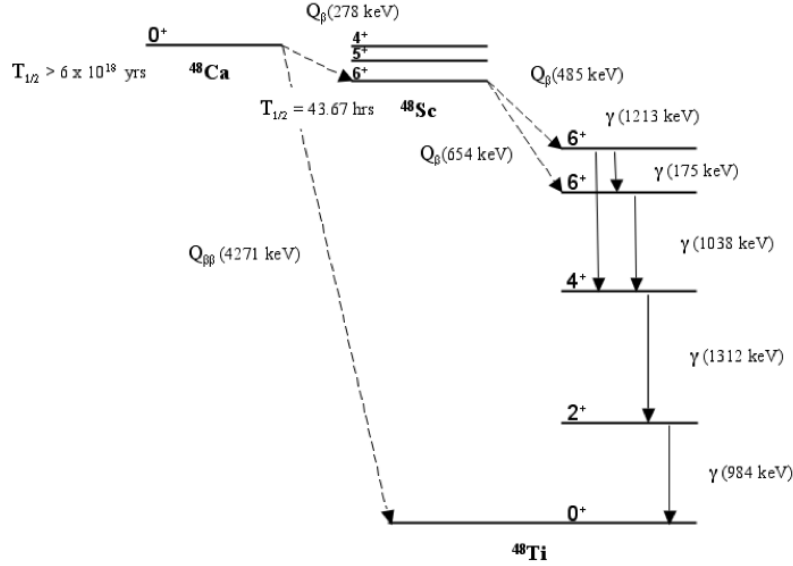 Qβ(278 keV)
0⁺
4⁺
5⁺
6⁺
T1/2 > 6 x 10¹⁸ yrs
⁴⁸Ca
T1/2 = 43.67 hrs
⁴⁸Sc
Qβ(485 keV)
γ (1213 keV)
6⁺
Qβ(654 keV)
γ (175 keV)
6⁺
Qββ (4271 keV)
γ (1038 keV)
4⁺
γ (1312 keV)
2⁺
γ (984 keV)
0⁺
⁴⁸Ti